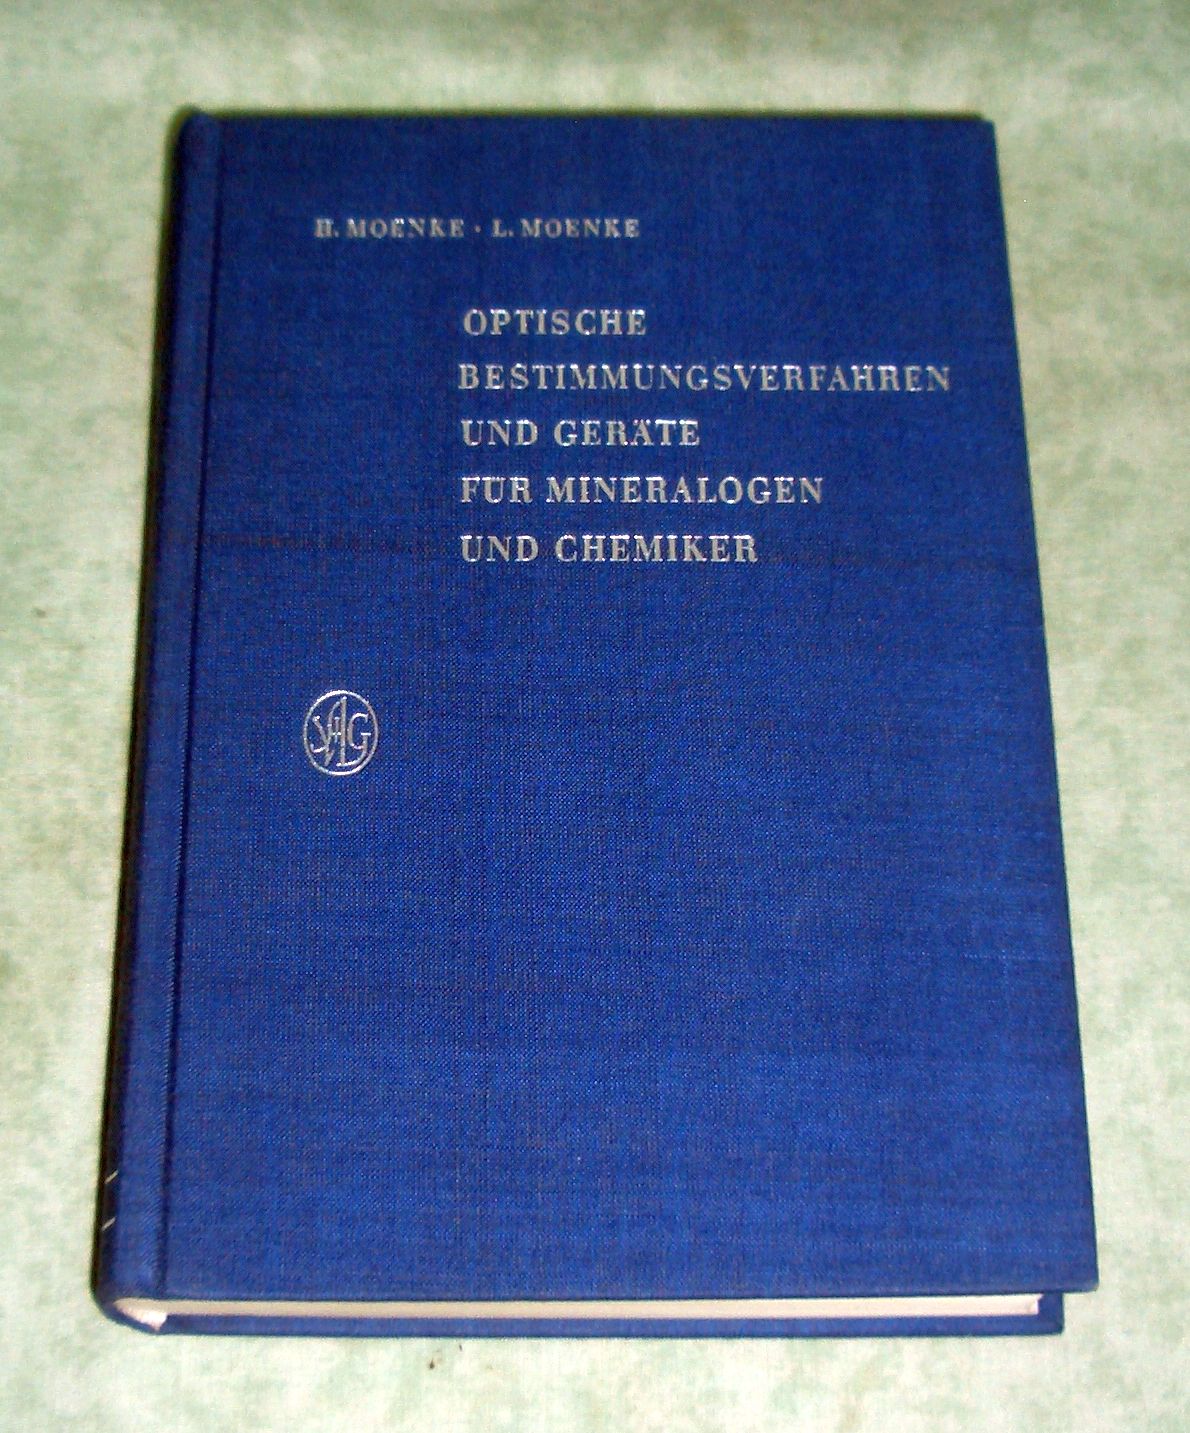 H. MOENKE · L. MOENKE
OPTISCHE
BESTIMMUNGSVERFAHREN
UND GERÄTE
FÜR MINERALOGEN
UND CHEMIKER